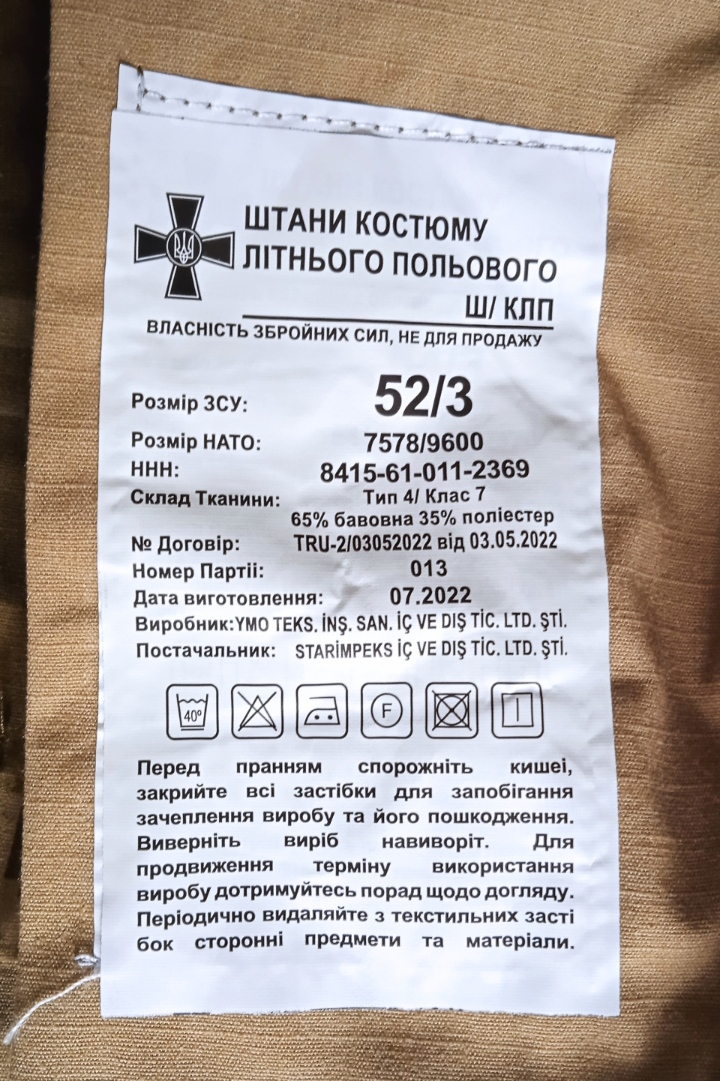 ШТАНИ КОСТЮМУ
ЛІТНЬОГО ПОЛЬОВОГО
Ш/ КЛП
ВЛАСНІСТЬ ЗБРОЙНИХ СИЛ, НЕ ДЛЯ ПРОДАЖУ
Розмір ЗСУ: 52/3
Розмір НАТО: 7578/9600
ННН: 8415-61-011-2369
Склад Тканини: Тип 4/ Клас 7
65% бавовна 35% поліестер
№ Договір: TRU-2/03052022 від 03.05.2022
Номер Партії: 013
Дата виготовлення: 07.2022
Виробник:YMO TEKS. İNŞ. SAN. İÇ VE DIŞ TİC. LTD. ŞTİ.
Постачальник: STARİMPEKS İÇ VE DIŞ TİC. LTD. ŞTİ.
40° F
Перед пранням спорожніть кишеі,
закрийте всі застібки для запобігання
зачеплення виробу та його пошкодження.
Виверніть виріб навиворіт. Для
продвиження терміну використання
виробу дотримуйтесь порад щодо догляду.
Періодично видаляйте з текстильних засті
бок сторонні предмети та матеріали.